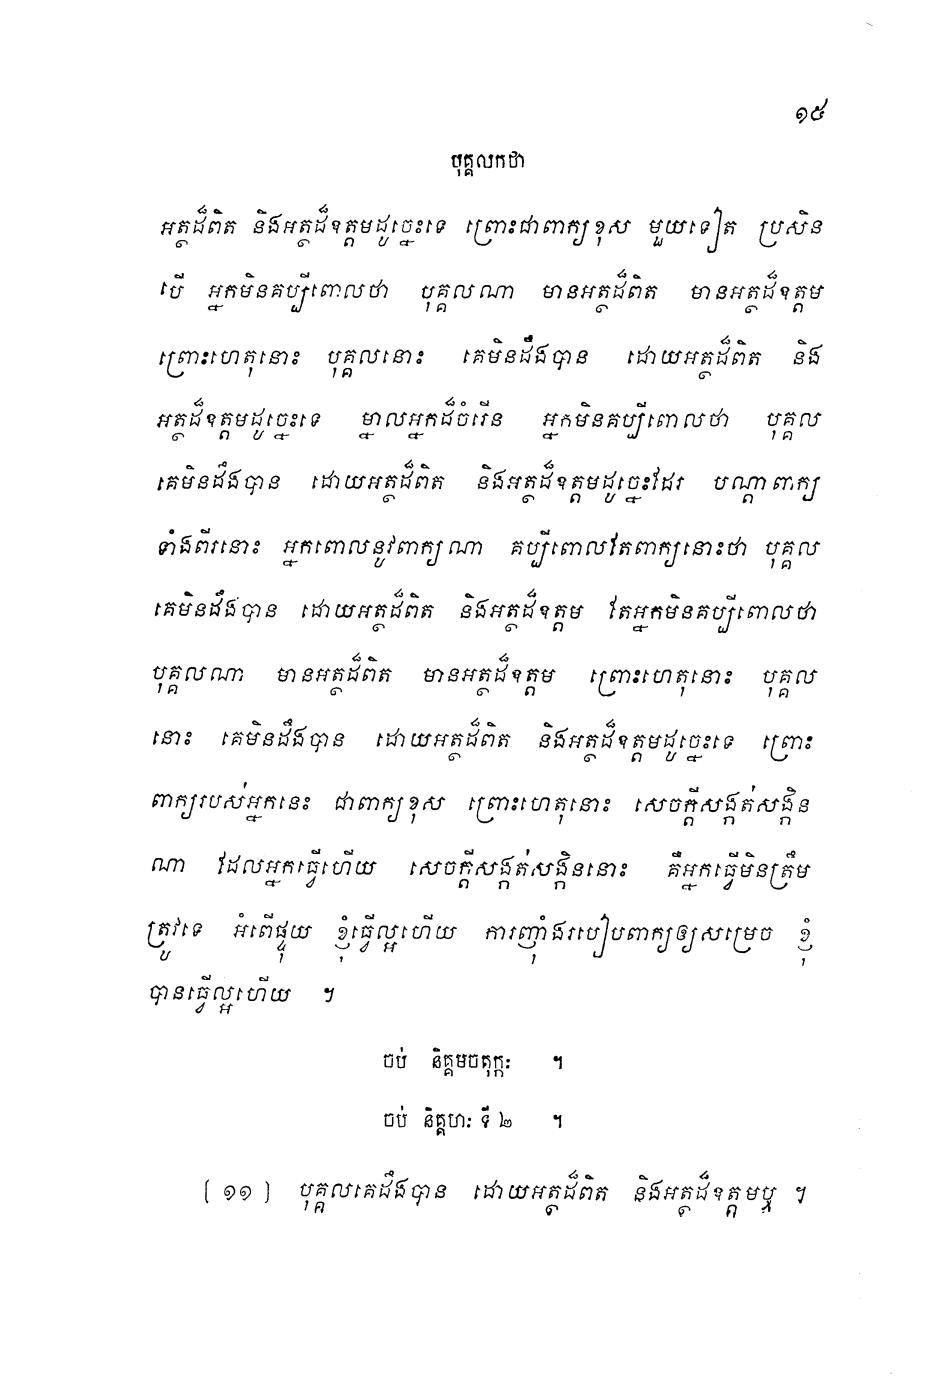 ១៥
បុគ្គលកថា
អត្ថដ៏ពិត និងអត្ថដ៏ឧត្តមដូច្នេះទេ ព្រោះជាពាក្យខុស មួយទៀត ប្រសិន
បើ អ្នកមិនគប្បីពោលថា បុគ្គលណា មានអត្ថដ៏ពិត មានអត្ថដ៏ឧត្តម
ព្រោះហេតុនោះ បុគ្គលនោះ គេមិនដឹងបាន ដោយអត្ថដ៏ពិត និង
អត្ថដ៏ឧត្តមដូច្នេះទេ ម្នាលអ្នកដ៏ចំរើន អ្នកមិនគប្បីពោលថា បុគ្គល
គេមិនដឹងបាន ដោយអត្ថដ៏ពិត និងអត្ថដ៏ឧត្តមដូច្នេះដែរ បណ្តាពាក្យ
ទាំងពីរនោះ អ្នកពោលនូវពាក្យណា គប្បីពោលតែពាក្យនោះថា បុគ្គល
គេមិនដឹងបាន ដោយអត្ថដ៏ពិត និងអត្ថដ៏ឧត្តម តែអ្នកមិនគប្បីពោលថា
បុគ្គលណា មានអត្ថដ៏ពិត មានអត្ថដ៏ឧត្តម ព្រោះហេតុនោះ បុគ្គល
នោះ គេមិនដឹងបាន ដោយអត្ថដ៏ពិត និងអត្ថដ៏ឧត្តមដូច្នេះទេ ព្រោះ
ពាក្យរបស់អ្នកនេះ ជាពាក្យខុស ព្រោះហេតុនោះ សេចក្តីសង្កត់សង្កិន
ណា ដែលអ្នកធ្វើហើយ សេចក្តីសង្កត់សង្កិននោះ គឺអ្នកធ្វើមិនត្រឹម
ត្រូវទេ អំពើផ្ទុយ ខ្ញុំធ្វើល្អហើយ ការញ៉ាំងរបៀបពាក្យឲ្យសម្រេច ខ្ញុំ
បានធ្វើល្អហើយ ។
ចប់ និគ្គមចតុក្កៈ ។
ចប់ និគ្គហៈ ទី ២ ។
[ ១១ ] បុគ្គលគេដឹងបាន ដោយអត្ថដ៏ពិត និងអត្ថដ៏ឧត្តមឬ ។